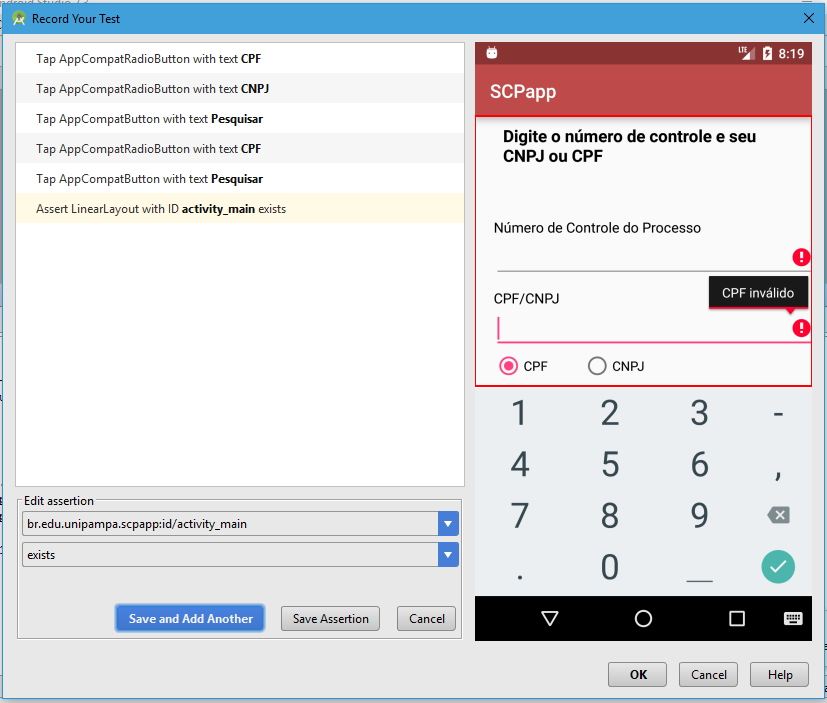 Record Your Test
Tap AppCompatRadioButton with text CPF
Tap AppCompatRadioButton with text CNPJ
Tap AppCompatButton with text Pesquisar
Tap AppCompatRadioButton with text CPF
Tap AppCompatButton with text Pesquisar
Assert LinearLayout with ID activity_main exists
Edit assertion
br.edu.unipampa.scpapp:id/activity_main
exists
Save and Add Another
Save Assertion
Cancel
LTE 8:19
SCPapp
Digite o número de controle e seu
CNPJ ou CPF
Número de Controle do Processo
CPF/CNPJ
CPF inválido
CPF
CNPJ
1 2 3 -
4 5 6 ,
7 8 9
. 0 __
OK
Cancel
Help